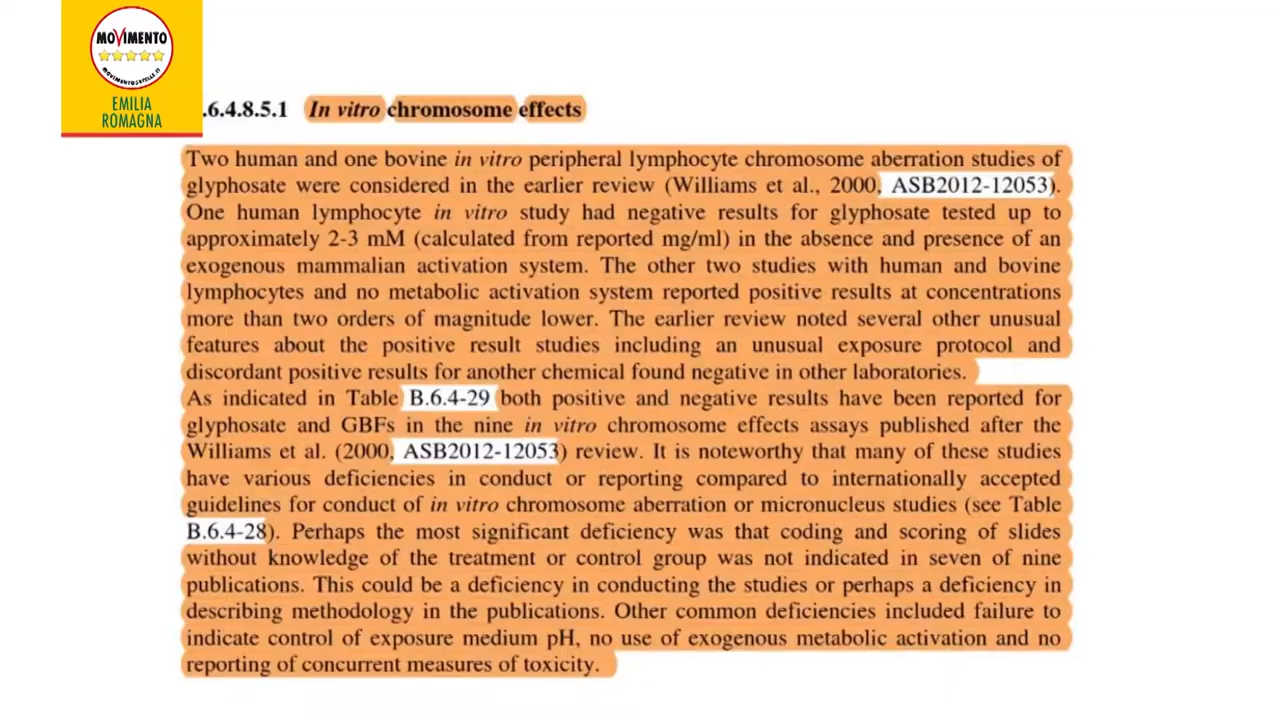 MOVIMENTO
MOVIMENTO5STELLE.IT
EMILIA
ROMAGNA
.6.4.8.5.1 In vitro chromosome effects
Two human and one bovine in vitro peripheral lymphocyte chromosome aberration studies of
glyphosate were considered in the earlier review (Williams et al., 2000, ASB2012-12053).
One human lymphocyte in vitro study had negative results for glyphosate tested up to
approximately 2-3 mM (calculated from reported mg/ml) in the absence and presence of an
exogenous mammalian activation system. The other two studies with human and bovine
lymphocytes and no metabolic activation system reported positive results at concentrations
more than two orders of magnitude lower. The earlier review noted several other unusual
features about the positive result studies including an unusual exposure protocol and
discordant positive results for another chemical found negative in other laboratories.
As indicated in Table B.6.4-29 both positive and negative results have been reported for
glyphosate and GBFs in the nine in vitro chromosome effects assays published after the
Williams et al. (2000, ASB2012-12053) review. It is noteworthy that many of these studies
have various deficiencies in conduct or reporting compared to internationally accepted
guidelines for conduct of in vitro chromosome aberration or micronucleus studies (see Table
B.6.4-28). Perhaps the most significant deficiency was that coding and scoring of slides
without knowledge of the treatment or control group was not indicated in seven of nine
publications. This could be a deficiency in conducting the studies or perhaps a deficiency in
describing methodology in the publications. Other common deficiencies included failure to
indicate control of exposure medium pH, no use of exogenous metabolic activation and no
reporting of concurrent measures of toxicity.